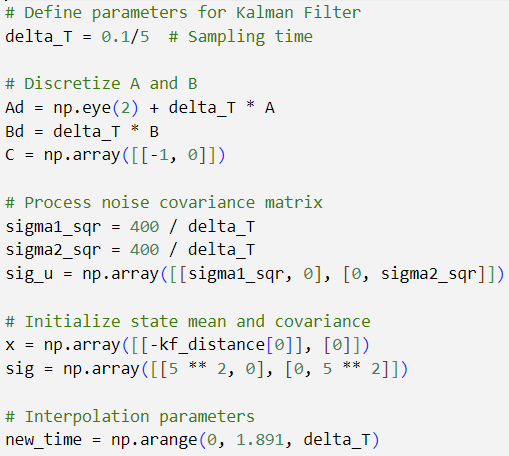 # Define parameters for Kalman Filter
delta_T = 0.1/5  # Sampling time
# Discretize A and B
Ad = np.eye(2) + delta_T * A
Bd = delta_T * B
C = np.array([[-1, 0]])
# Process noise covariance matrix
sigma1_sqr = 400 / delta_T
sigma2_sqr = 400 / delta_T
sig_u = np.array([[sigma1_sqr, 0], [0, sigma2_sqr]])
# Initialize state mean and covariance
x = np.array([[-kf_distance[0]], [0]])
sig = np.array([[5 ** 2, 0], [0, 5 ** 2]])
# Interpolation parameters
new_time = np.arange(0, 1.891, delta_T)